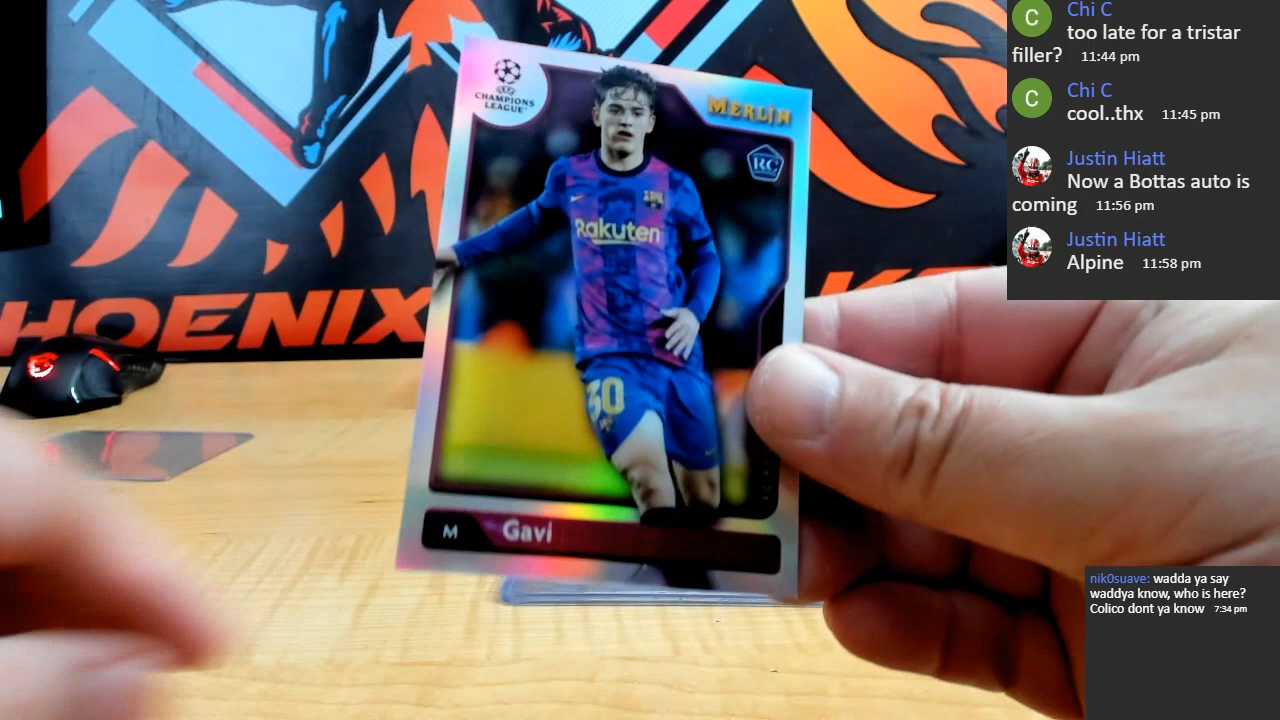 C
Chi C
too late for a tristar
filler? 11:44 pm
C
Chi C
cool..thx 11:45 pm
Justin Hiatt
Now a Bottas auto is
coming 11:56 pm
Justin Hiatt
Alpine 11:58 pm
UEFA
CHAMPIONS
LEAGUE
MERLIN
RC
Rakuten
30
M Gavi
HOENIX
nik0suave: wadda ya say
waddya know, who is here?
Colico dont ya know 7:34 pm